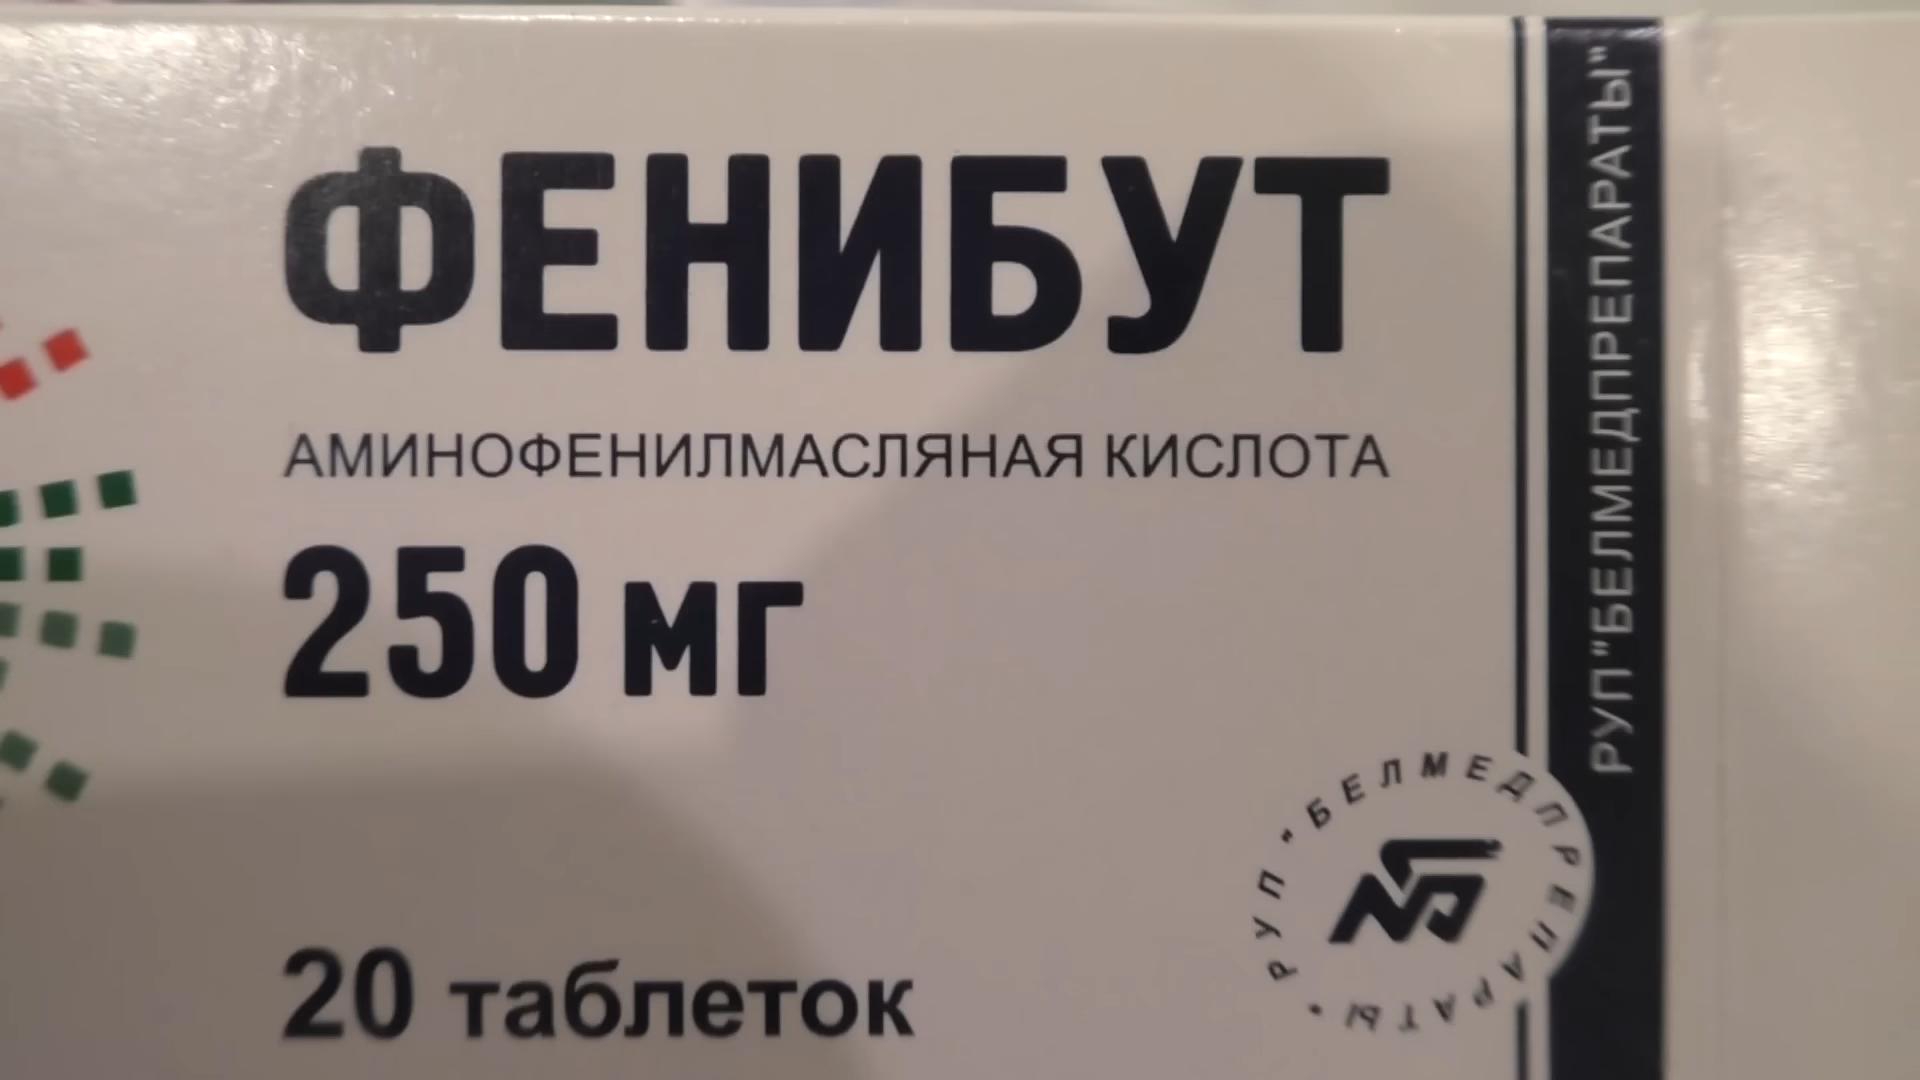 ФЕНИБУТ
АМИНОФЕНИЛМАСЛЯНАЯ КИСЛОТА
250 мг
20 таблеток
РУП "БЕЛМЕДПРЕПАРАТЫ"
РУП "БЕЛМЕДПРЕПАРАТЫ"